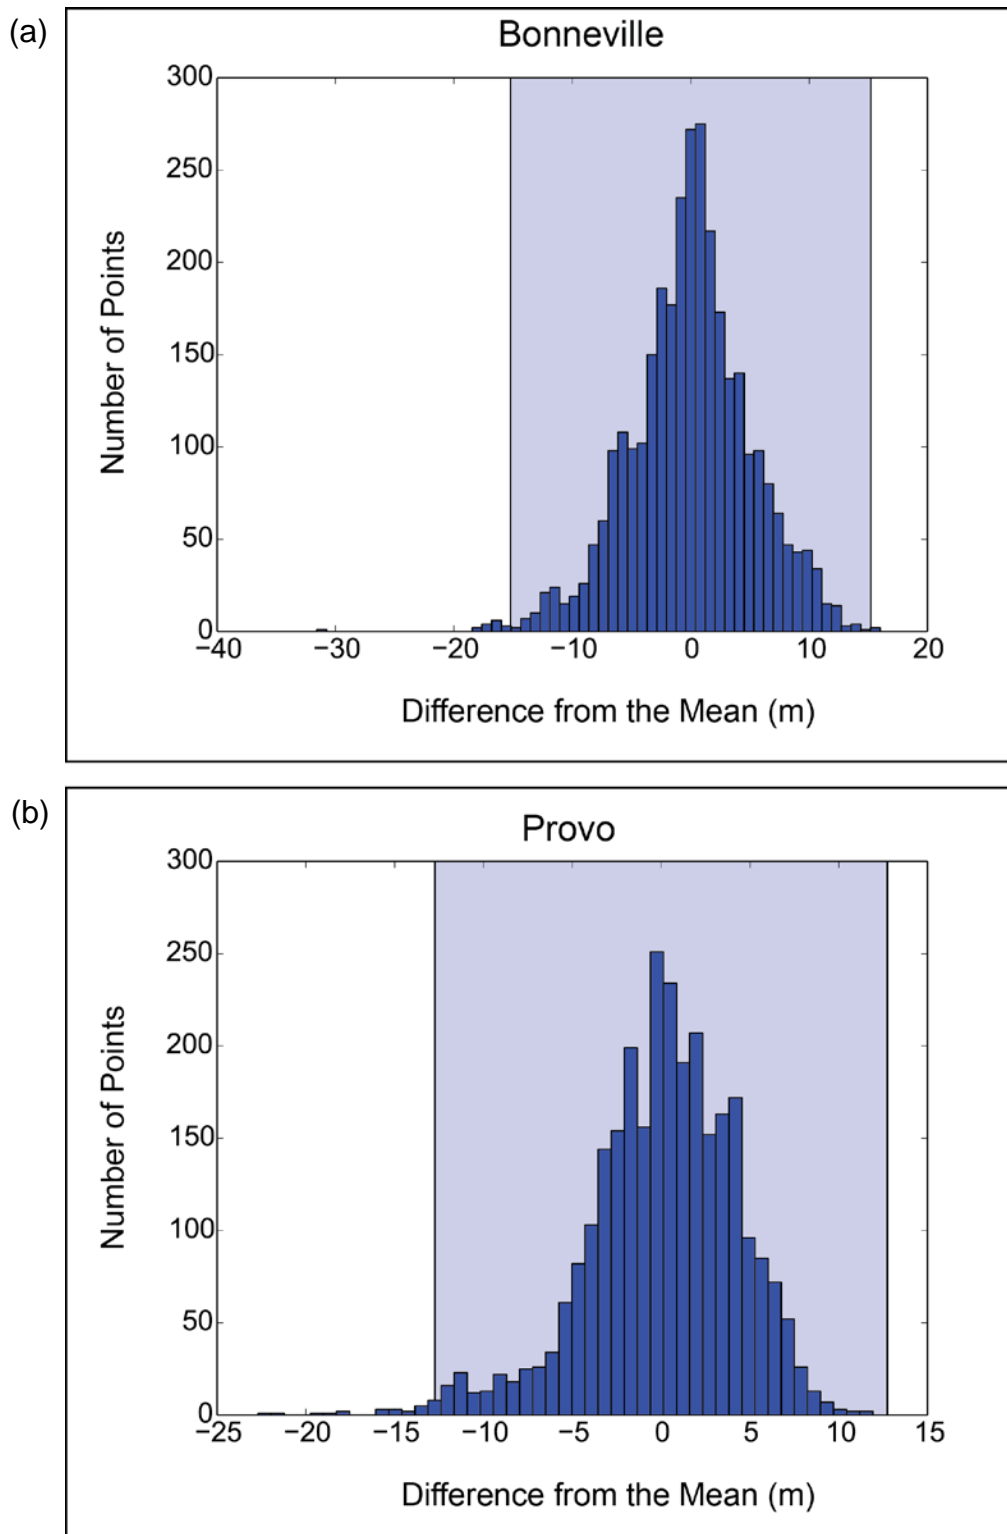 (a)
Bonneville
300
250
200
150
100
50
0
−40 −30 −20 −10 0 10 20
Number of Points
Difference from the Mean (m)
(b)
Provo
300
250
200
150
100
50
0
−25 −20 −15 −10 −5 0 5 10 15
Number of Points
Difference from the Mean (m)